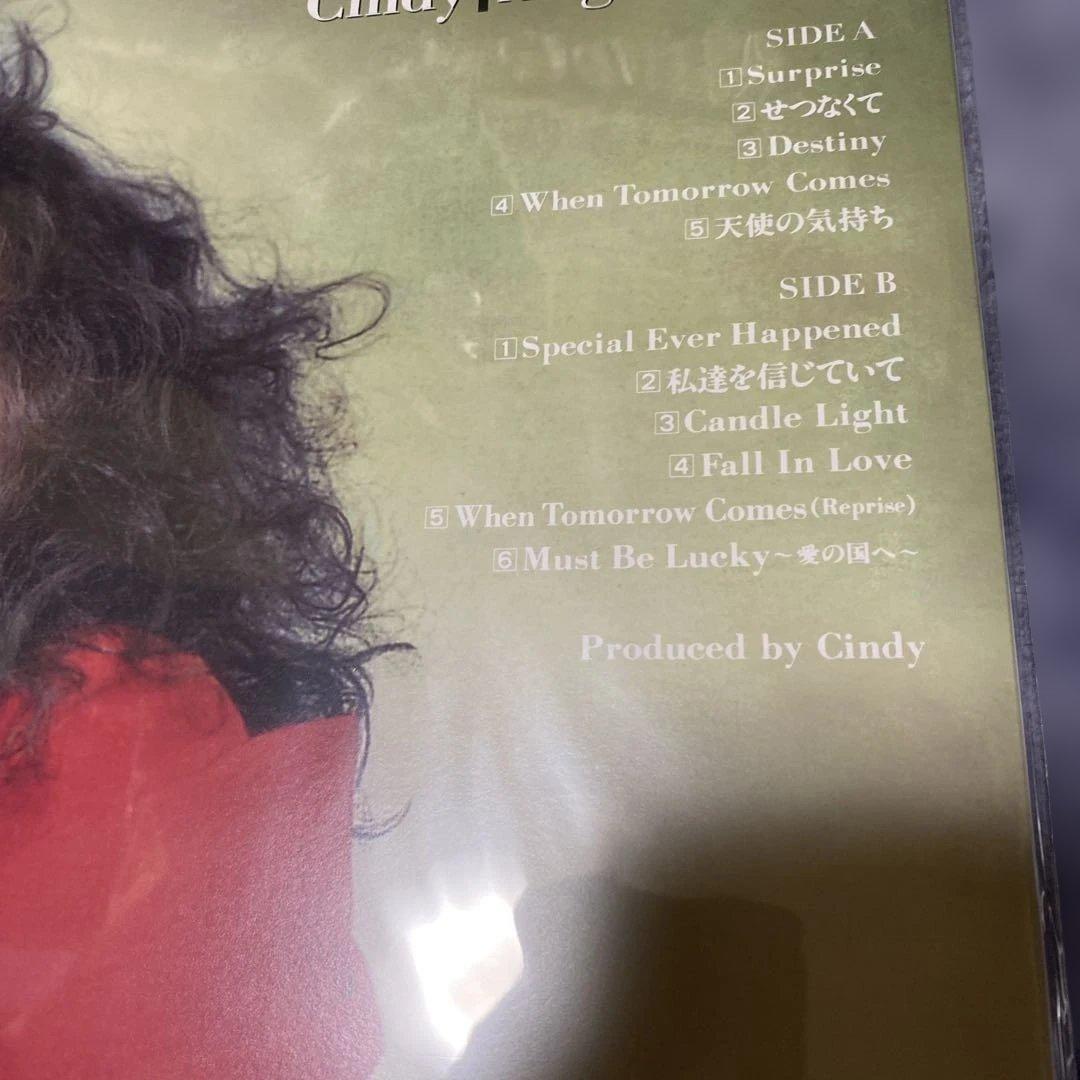 Cindy
SIDE A
1 Surprise
2 せつなくて
3 Destiny
4 When Tomorrow Comes
5 天使の気持ち
SIDE B
1 Special Ever Happened
2 私達を信じていて
3 Candle Light
4 Fall In Love
5 When Tomorrow Comes (Reprise)
6 Must Be Lucky～愛の国へ～
Produced by Cindy